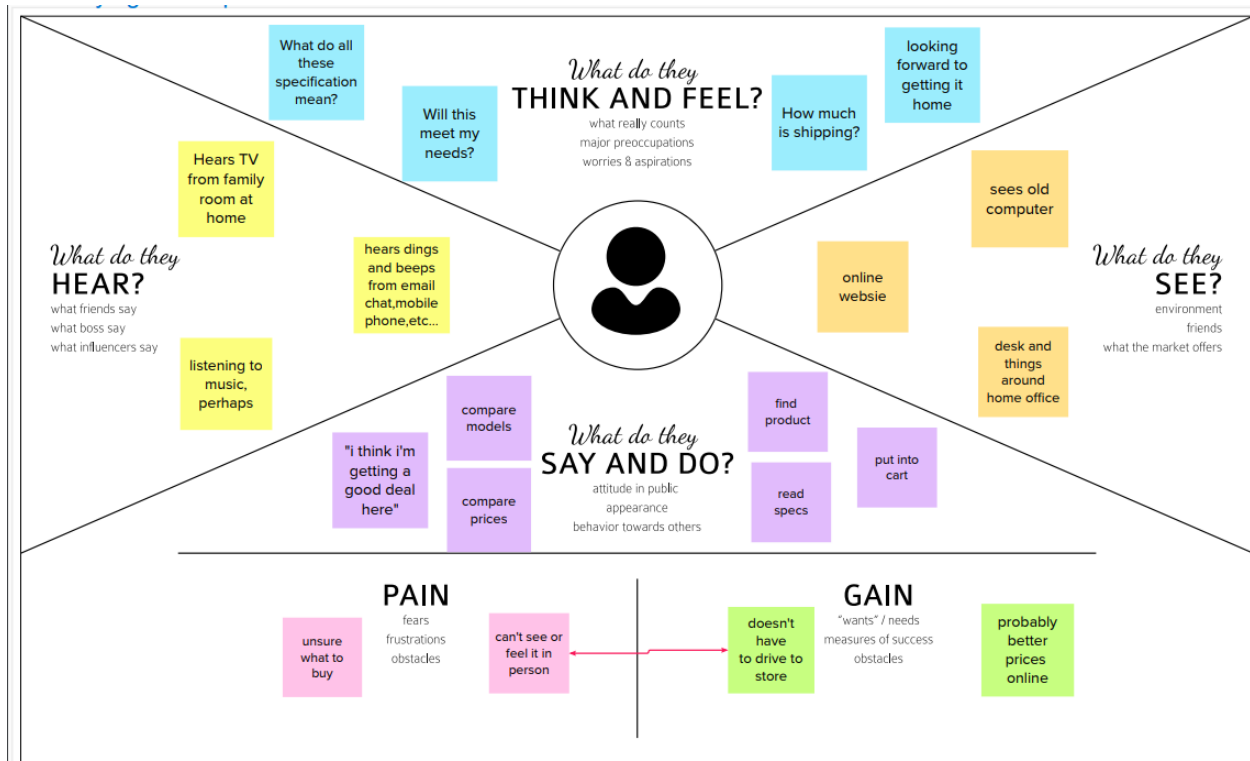 What do all
these
specification
mean?
Will this
meet my
needs?
What do they
THINK AND FEEL?
what really counts
major preoccupations
worries & aspirations
How much
is shipping?
looking
forward to
getting it
home
Hears TV
from family
room at
home
What do they
HEAR?
what friends say
what boss say
what influencers say
hears dings
and beeps
from email
chat,mobile
phone,etc...
listening to
music,
perhaps
sees old
computer
online
websie
What do they
SEE?
environment
friends
what the market offers
desk and
things
around
home office
"i think i'm
getting a
good deal
here"
compare
models
compare
prices
What do they
SAY AND DO?
attitude in public
appearance
behavior towards others
find
product
read
specs
put into
cart
PAIN
fears
frustrations
obstacles
unsure
what to
buy
can't see or
feel it in
person
GAIN
"wants" / needs
measures of success
obstacles
doesn't
have
to drive to
store
probably
better
prices
online